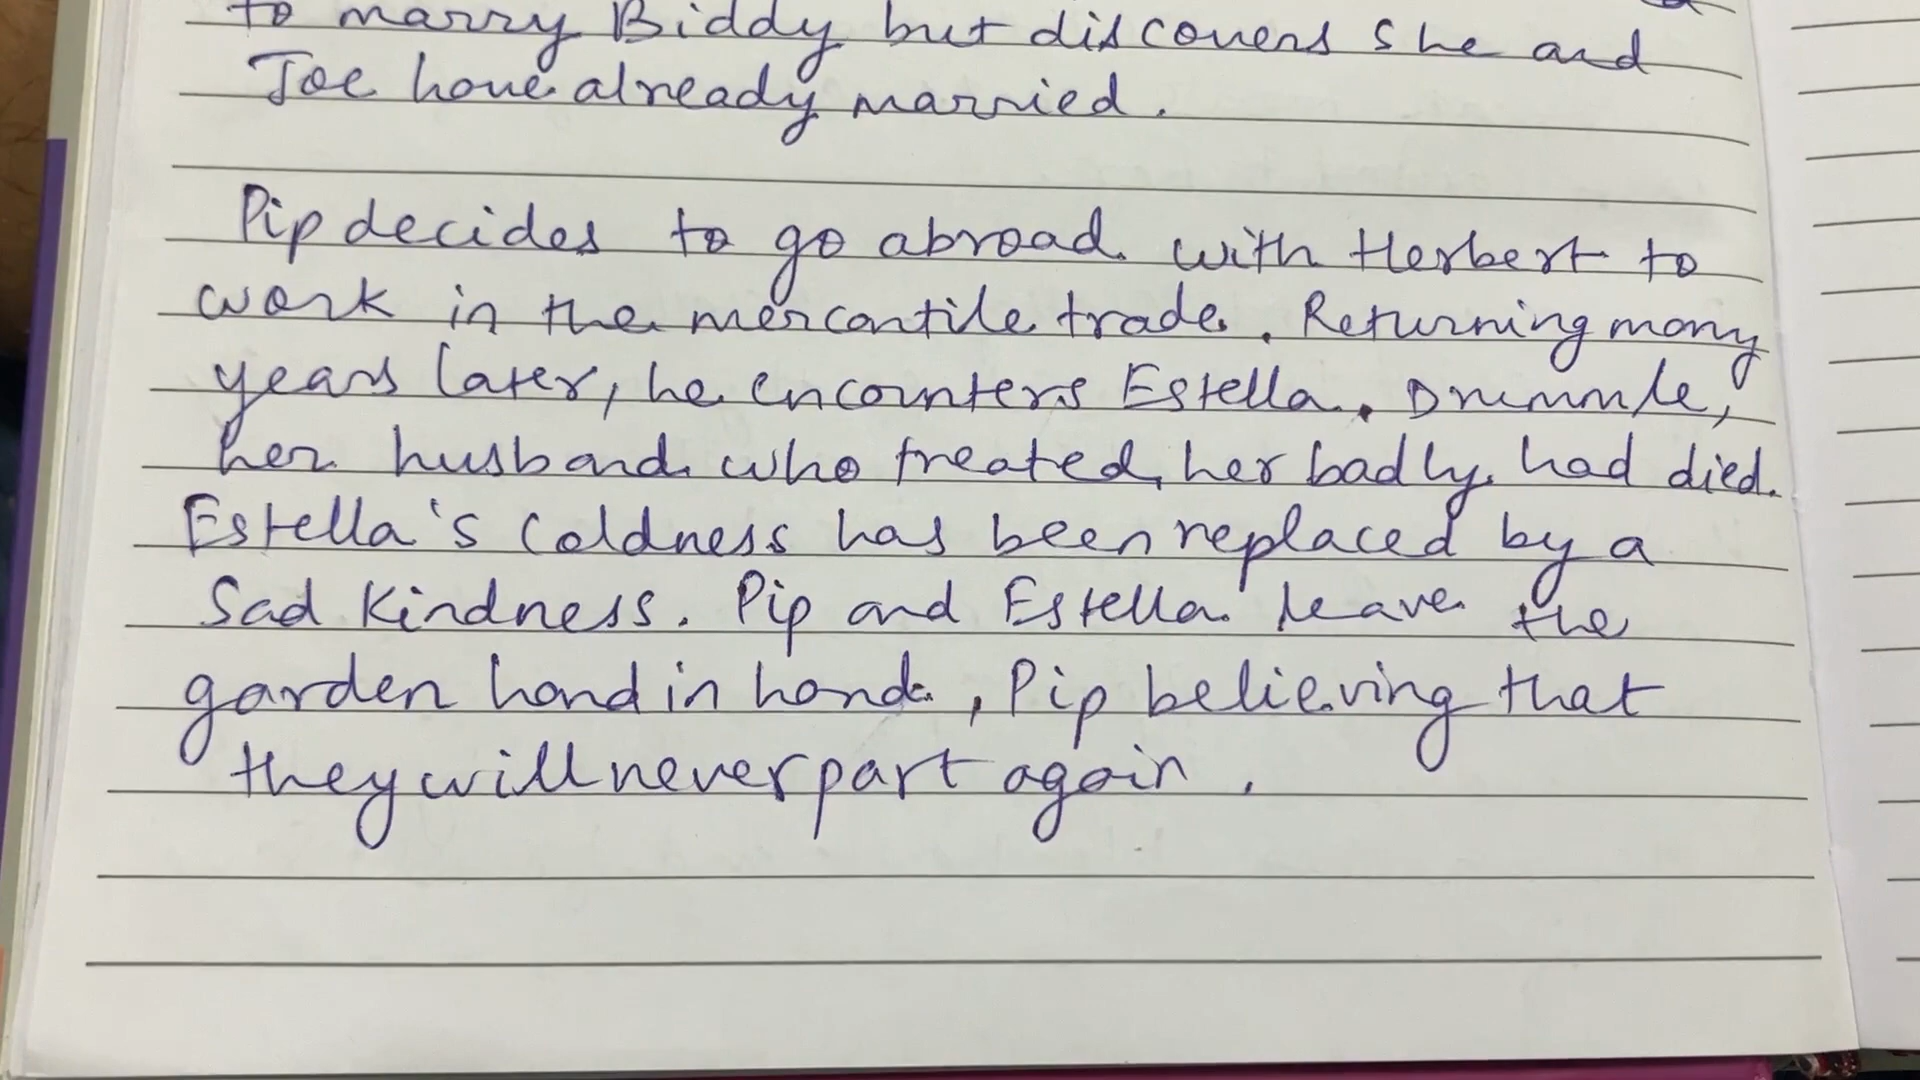 to marry Biddy but discovers she and
Joe have already married.
Pip decides to go abroad with Herbert to
work in the mercantile trade. Returning many
years later, he encounters Estella. Drummle,
her husband who treated her badly had died.
Estella's coldness has been replaced by a
Sad Kindness. Pip and Estella leave the
garden hand in hand, Pip believing that
they will never part again.